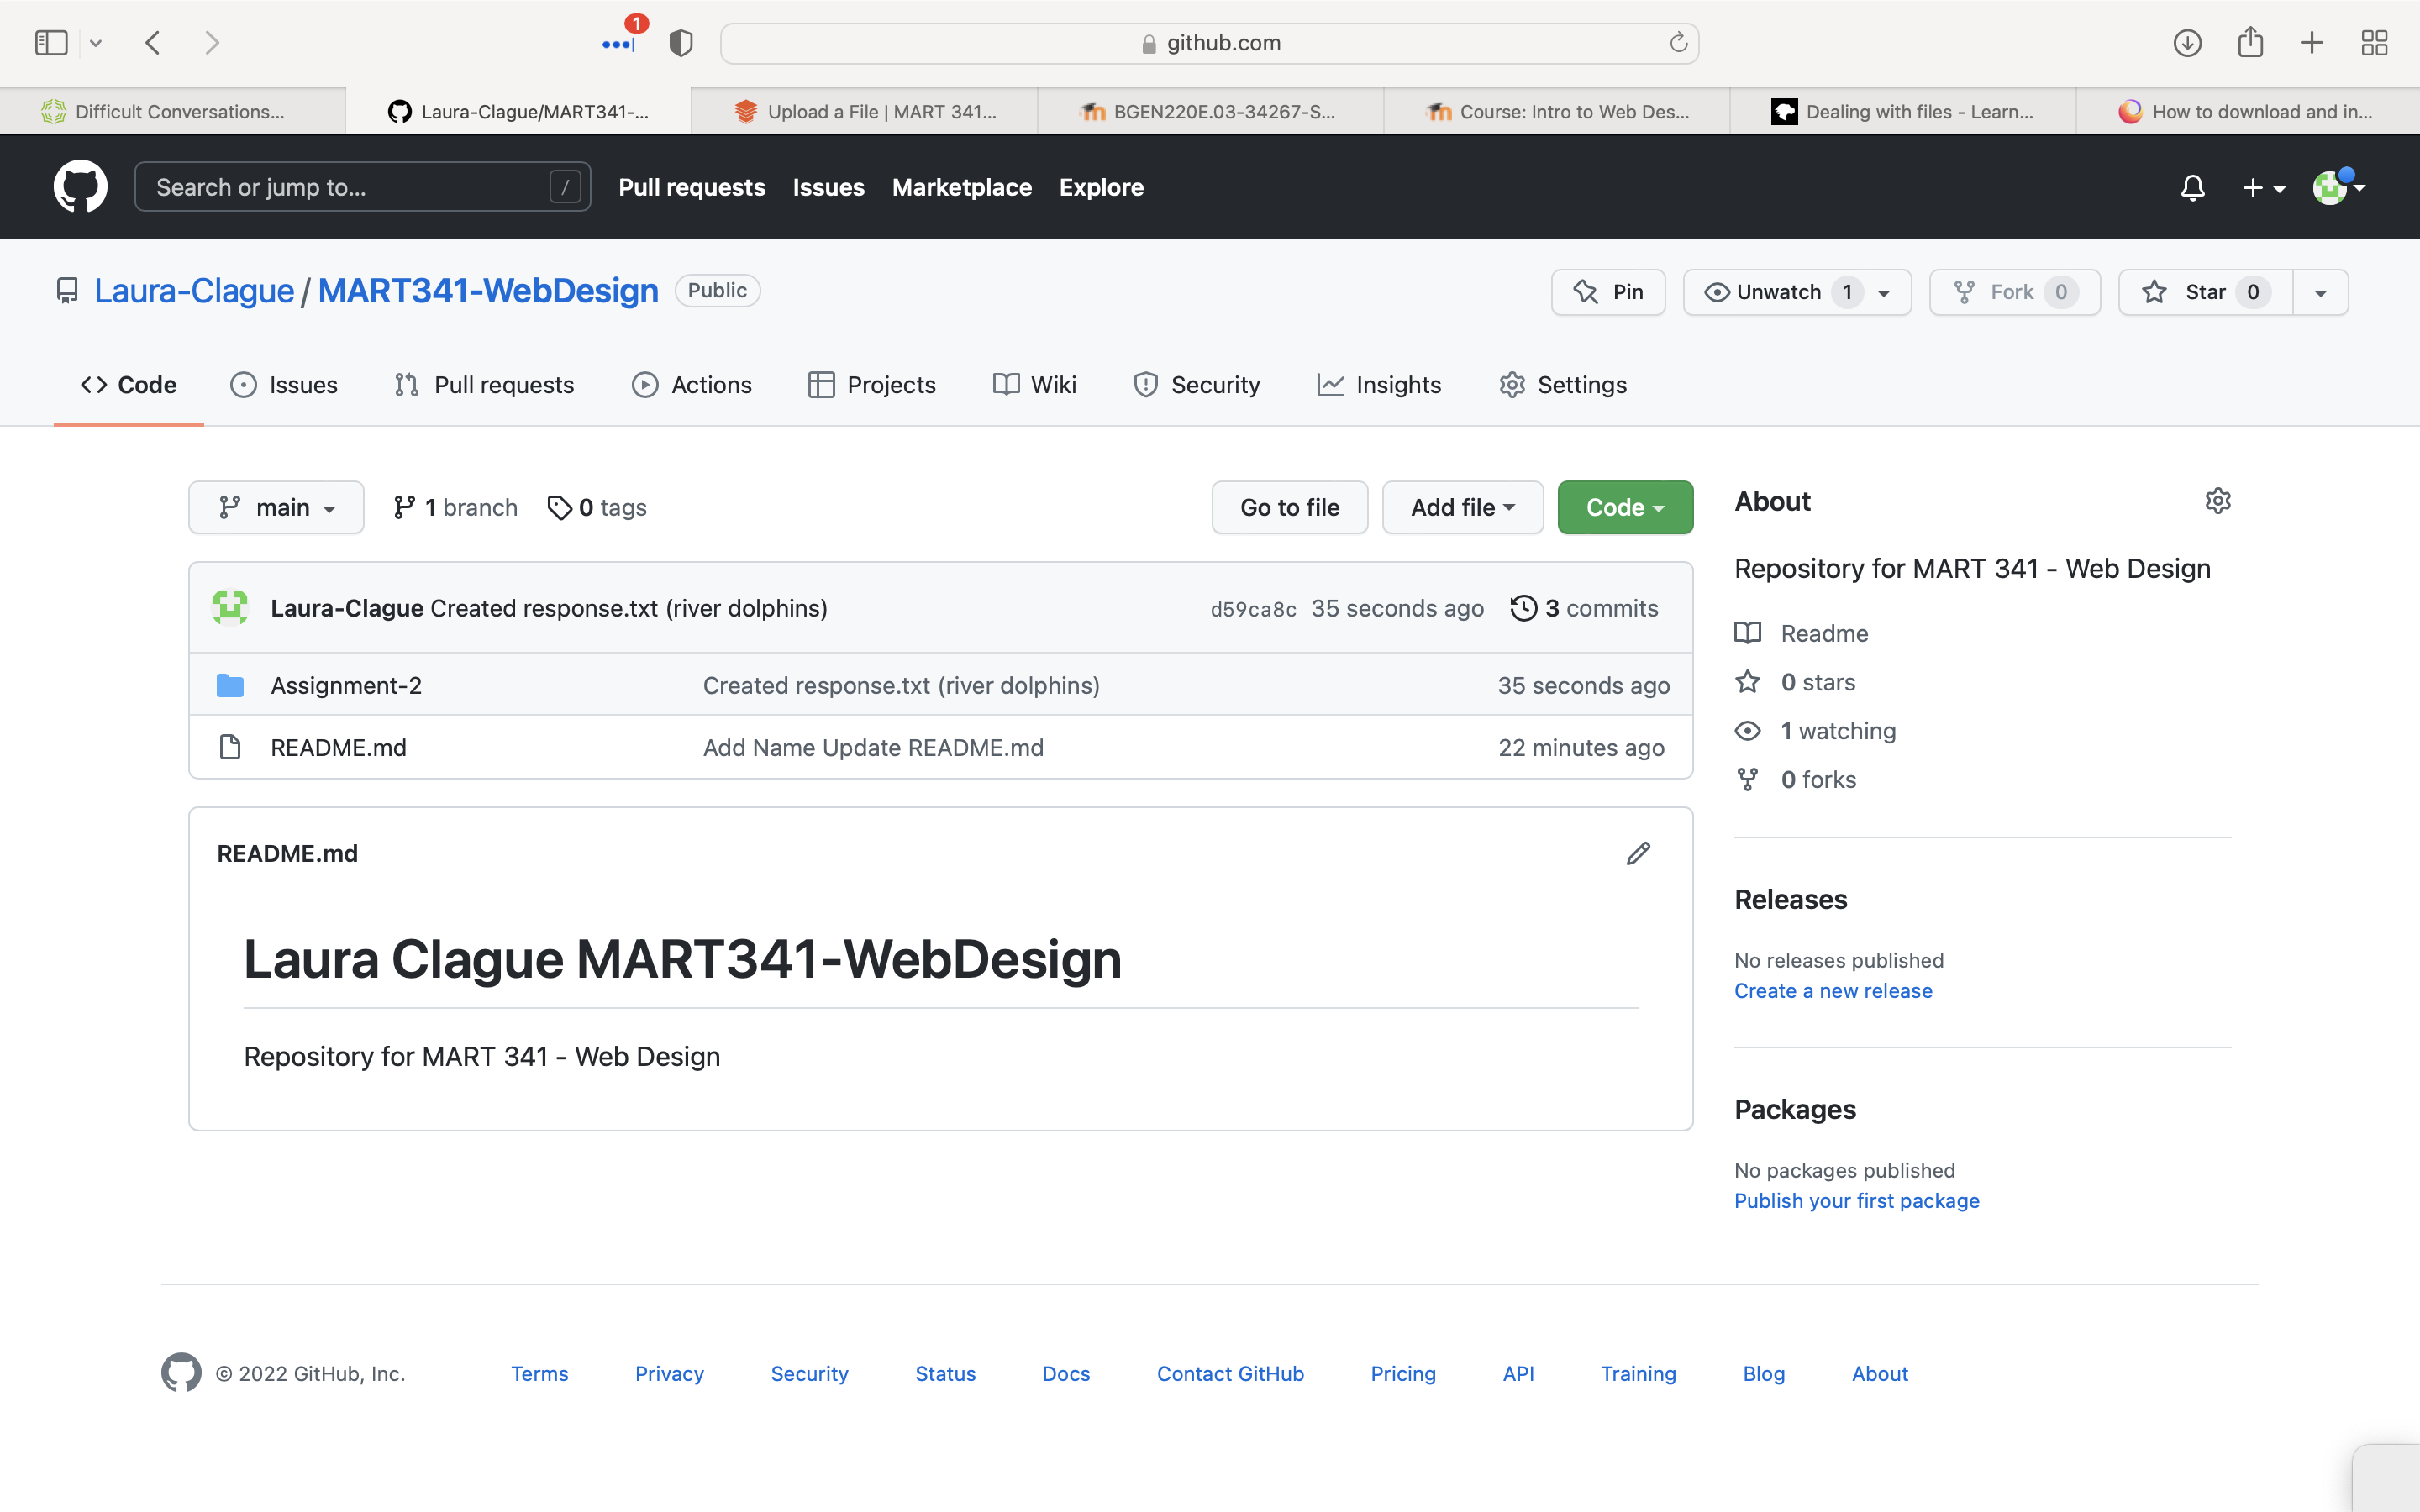 1
github.com
Difficult Conversations...
Laura-Clague/MART341-...
Upload a File | MART 341...
BGEN220E.03-34267-S...
Course: Intro to Web Des...
Dealing with files - Learn...
How to download and in...
Search or jump to... /
Pull requests Issues Marketplace Explore
Laura-Clague / MART341-WebDesign Public
Pin Unwatch 1 Fork 0 Star 0
Code Issues Pull requests Actions Projects Wiki Security Insights Settings
main 1 branch 0 tags Go to file Add file Code
Laura-Clague Created response.txt (river dolphins) d59ca8c 35 seconds ago 3 commits
Assignment-2 Created response.txt (river dolphins) 35 seconds ago
README.md Add Name Update README.md 22 minutes ago
README.md
Laura Clague MART341-WebDesign
Repository for MART 341 - Web Design
About
Repository for MART 341 - Web Design
Readme
0 stars
1 watching
0 forks
Releases
No releases published
Create a new release
Packages
No packages published
Publish your first package
© 2022 GitHub, Inc. Terms Privacy Security Status Docs Contact GitHub Pricing API Training Blog About